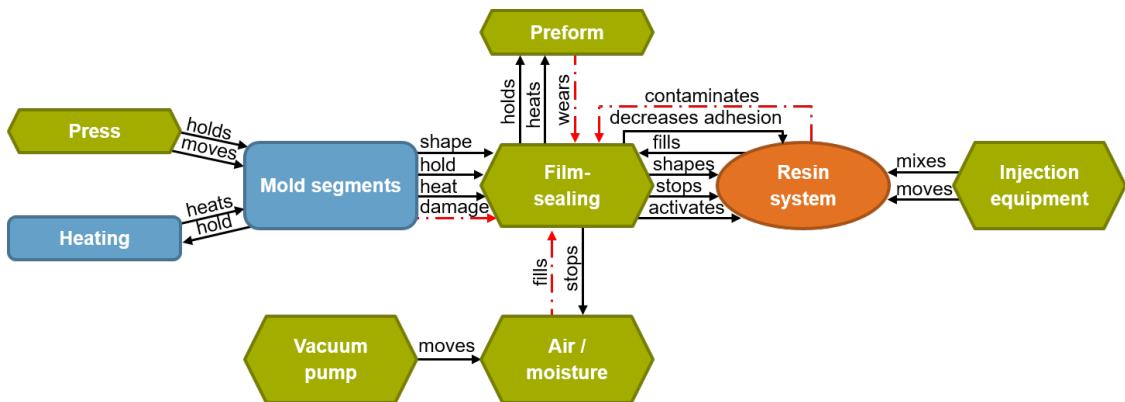 Preform
holds
heats
wears
contaminates
decreases adhesion
Press
holds
moves
Mold segments
shape
hold
heat
damage
Film-
sealing
fills
shapes
stops
activates
Resin
system
mixes
moves
Injection
equipment
Heating
heats
hold
fills
stops
Vacuum
pump
moves
Air /
moisture